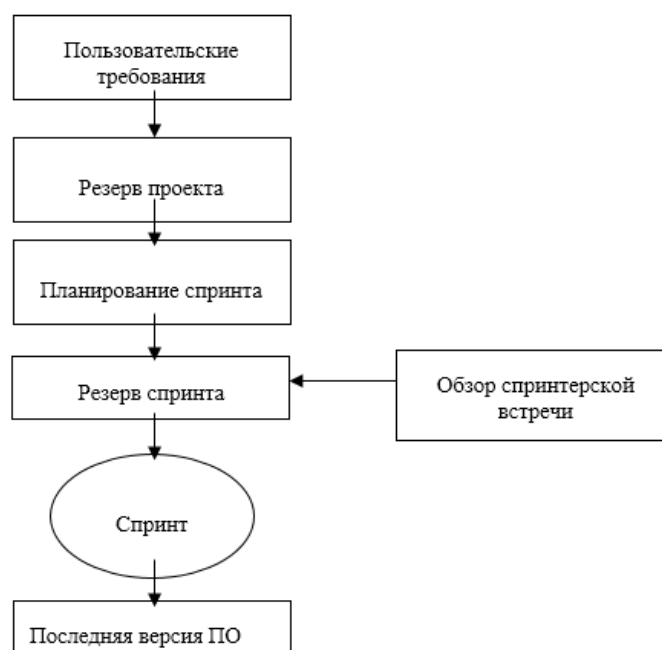 Пользовательские
требования
Резерв проекта
Планирование спринта
Резерв спринта
Обзор спринтерской
встречи
Спринт
Последняя версия ПО